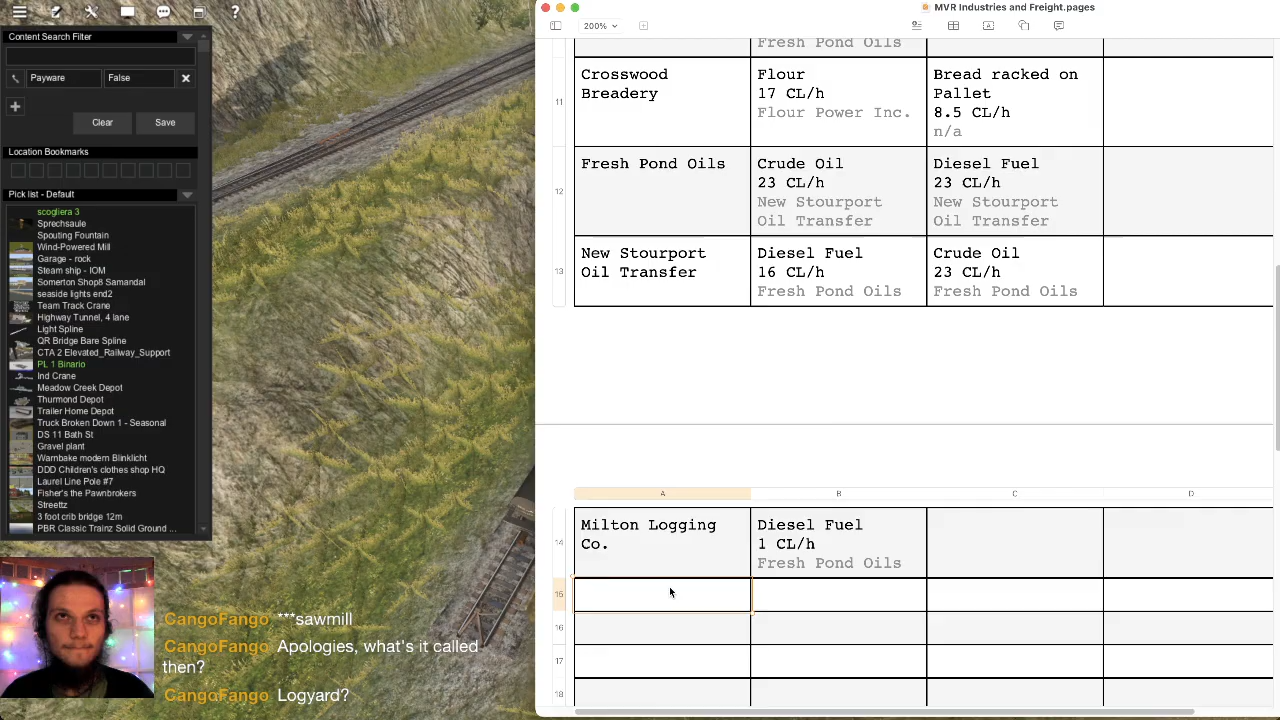 MVR Industries and Freight.pages
200%
Content Search Filter
Payware
False
Clear
Save
Location Bookmarks
Pick list - Default
scogliera 3
Sprechsaule
Spouting Fountain
Wind-Powered Mill
Garage - rock
Steam ship - IOM
Somerton Shop8 Samandal
seaside lights end2
Team Track Crane
Highway Tunnel, 4 lane
Light Spline
QR Bridge Bare Spline
CTA 2 Elevated_Railway_Support
PL 1 Binario
Ind Crane
Meadow Creek Depot
Thurmond Depot
Trailer Home Depot
Truck Broken Down 1 - Seasonal
DS 11 Bath St
Gravel plant
Warnbake modern Blinklicht
DDD Children's clothes shop HQ
Laurel Line Pole #7
Fisher's the Pawnbrokers
Streettz
3 foot crib bridge 12m
PBR Classic Trainz Solid Ground ...
CangoFango ***sawmill
CangoFango Apologies, what's it called
then?
CangoFango Logyard?
Fresh Pond Oils
11
Crosswood
Breadery
Flour
17 CL/h
Flour Power Inc.
Bread racked on
Pallet
8.5 CL/h
n/a
12
Fresh Pond Oils
Crude Oil
23 CL/h
New Stourport
Oil Transfer
Diesel Fuel
23 CL/h
New Stourport
Oil Transfer
13
New Stourport
Oil Transfer
Diesel Fuel
16 CL/h
Fresh Pond Oils
Crude Oil
23 CL/h
Fresh Pond Oils
A
B
C
D
14
Milton Logging
Co.
Diesel Fuel
1 CL/h
Fresh Pond Oils
15
16
17
18